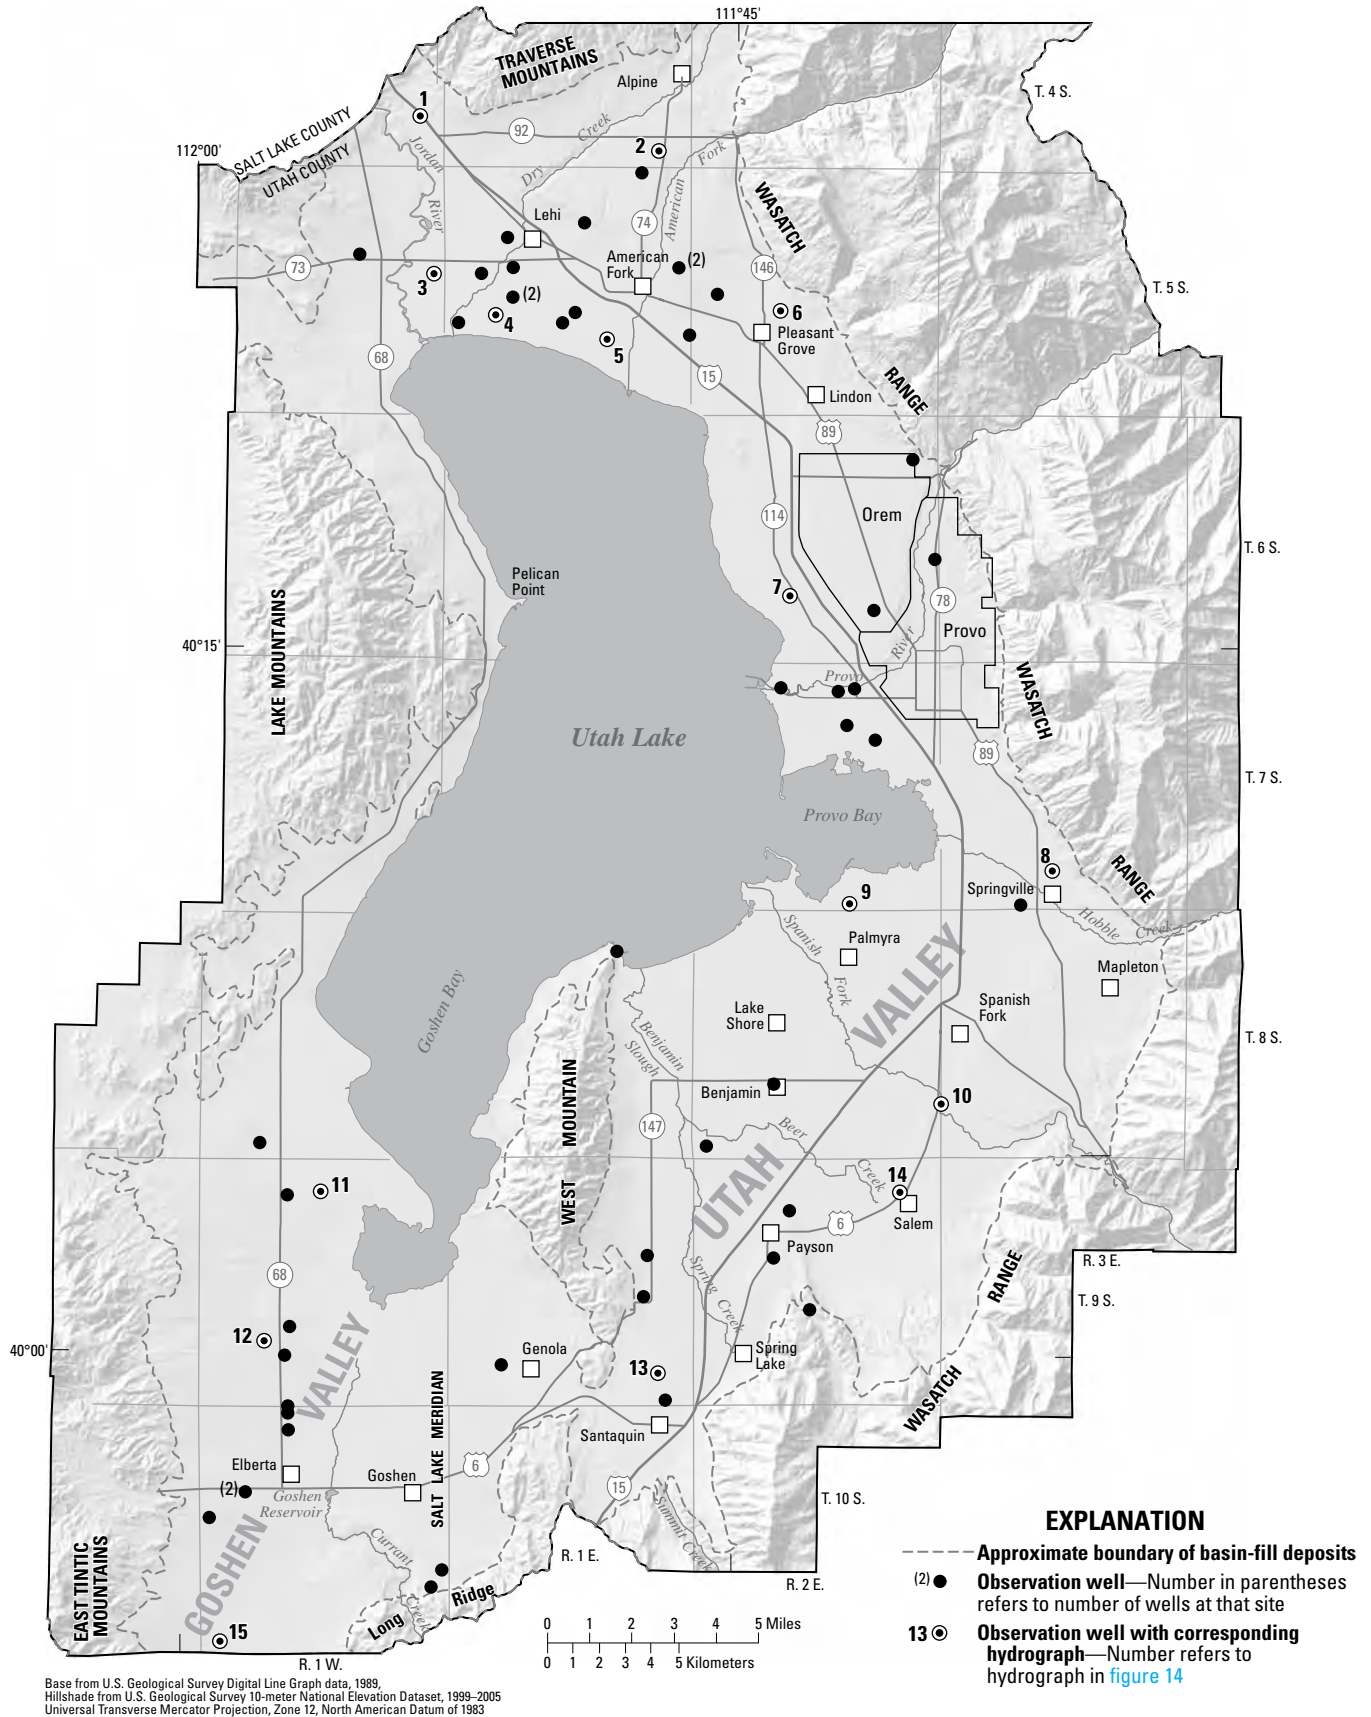 111°45'
TRAVERSE
MOUNTAINS
Alpine
T. 4 S.
1
SALT LAKE COUNTY
UTAH COUNTY
112°00'
92
Creek
Dry
2
Fork
American
Jordan
River
WASATCH
Lehi
74
American
Fork
(2)
146
73
3
T. 5 S.
(2)
4
6
Pleasant
Grove
5
68
15
RANGE
Lindon
89
Orem
114
T. 6 S.
Pelican
Point
7
78
LAKE MOUNTAINS
Provo
River
40°15'
Provo
WASATCH
Utah Lake
89
T. 7 S.
Provo Bay
8
RANGE
Springville
9
Hobble
Creek
Spanish
Fork
Palmyra
VALLEY
Mapleton
Goshen Bay
Lake
Shore
Spanish
Fork
Benjamin
Slough
T. 8 S.
WEST MOUNTAIN
Benjamin
10
147
Beer
Creek
UTAH
11
14
Salem
6
Payson
R. 3 E.
68
Spring Creek
RANGE
T. 9 S.
12
VALLEY
40°00'
Genola
13
Spring
Lake
WASATCH
SALT LAKE MERIDIAN
Santaquin
Elberta
6
Goshen
(2)
Goshen
Reservoir
15
Summit Creek
T. 10 S.
GOSHEN
Currant
Creek
EAST TINTIC
MOUNTAINS
R. 1 E.
R. 2 E.
Long Ridge
15
R. 1 W.
0 1 2 3 4 5 Miles
0 1 2 3 4 5 Kilometers
EXPLANATION
Approximate boundary of basin-fill deposits
(2) Observation well—Number in parentheses
refers to number of wells at that site
13 Observation well with corresponding
hydrograph—Number refers to
hydrograph in figure 14
Base from U.S. Geological Survey Digital Line Graph data, 1989,
Hillshade from U.S. Geological Survey 10-meter National Elevation Dataset, 1999–2005
Universal Transverse Mercator Projection, Zone 12, North American Datum of 1983